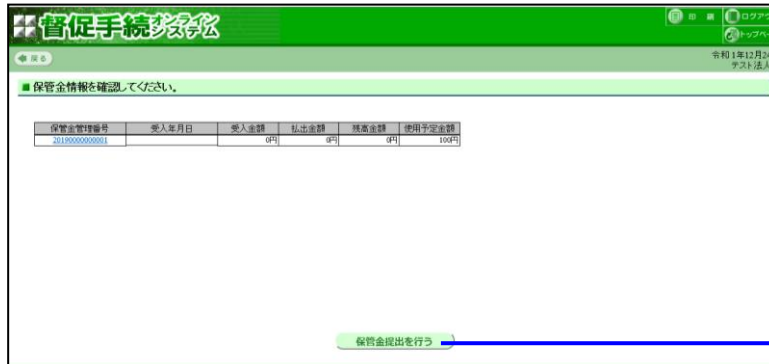 督促手続オンラインシステム
印 刷
ログアウ
トップペー
戻る
令和1年12月24
テスト法人
■保管金情報を確認してください。
保管金管理番号 受入年月日 受入金額 払出金額 残高金額 使用予定金額
20190000000001 0円 0円 0円 100円
保管金提出を行う